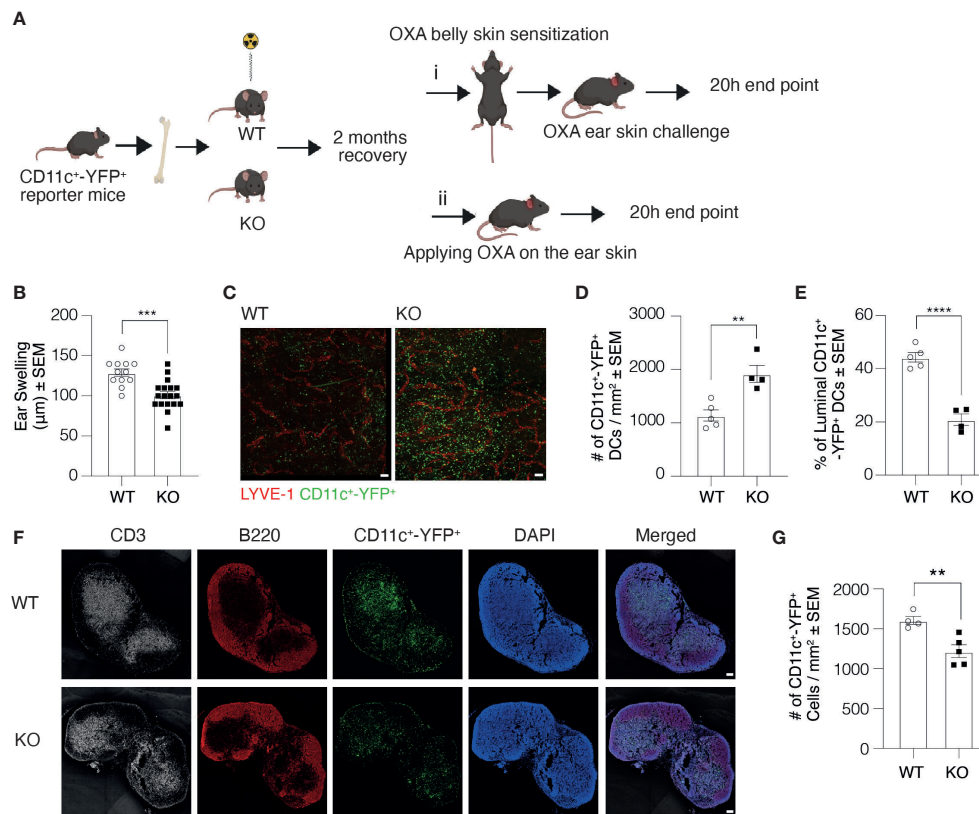 A
OXA belly skin sensitization
i
20h end point
WT
OXA ear skin challenge
2 months
recovery
CD11c⁺-YFP⁺
reporter mice
KO
ii
20h end point
Applying OXA on the ear skin
B
Ear Swelling
(µm) ± SEM
200
150
100
50
0
***
WT
KO
C
WT
KO
LYVE-1 CD11c⁺-YFP⁺
D
# of CD11c⁺-YFP⁺
DCs / mm² ± SEM
3000
2000
1000
0
**
WT
KO
E
% of Luminal CD11c⁺
-YFP⁺ DCs ± SEM
60
40
20
0
****
WT
KO
F
CD3
B220
CD11c⁺-YFP⁺
DAPI
Merged
WT
KO
G
# of CD11c⁺-YFP⁺
Cells / mm² ± SEM
2000
1500
1000
500
0
**
WT
KO